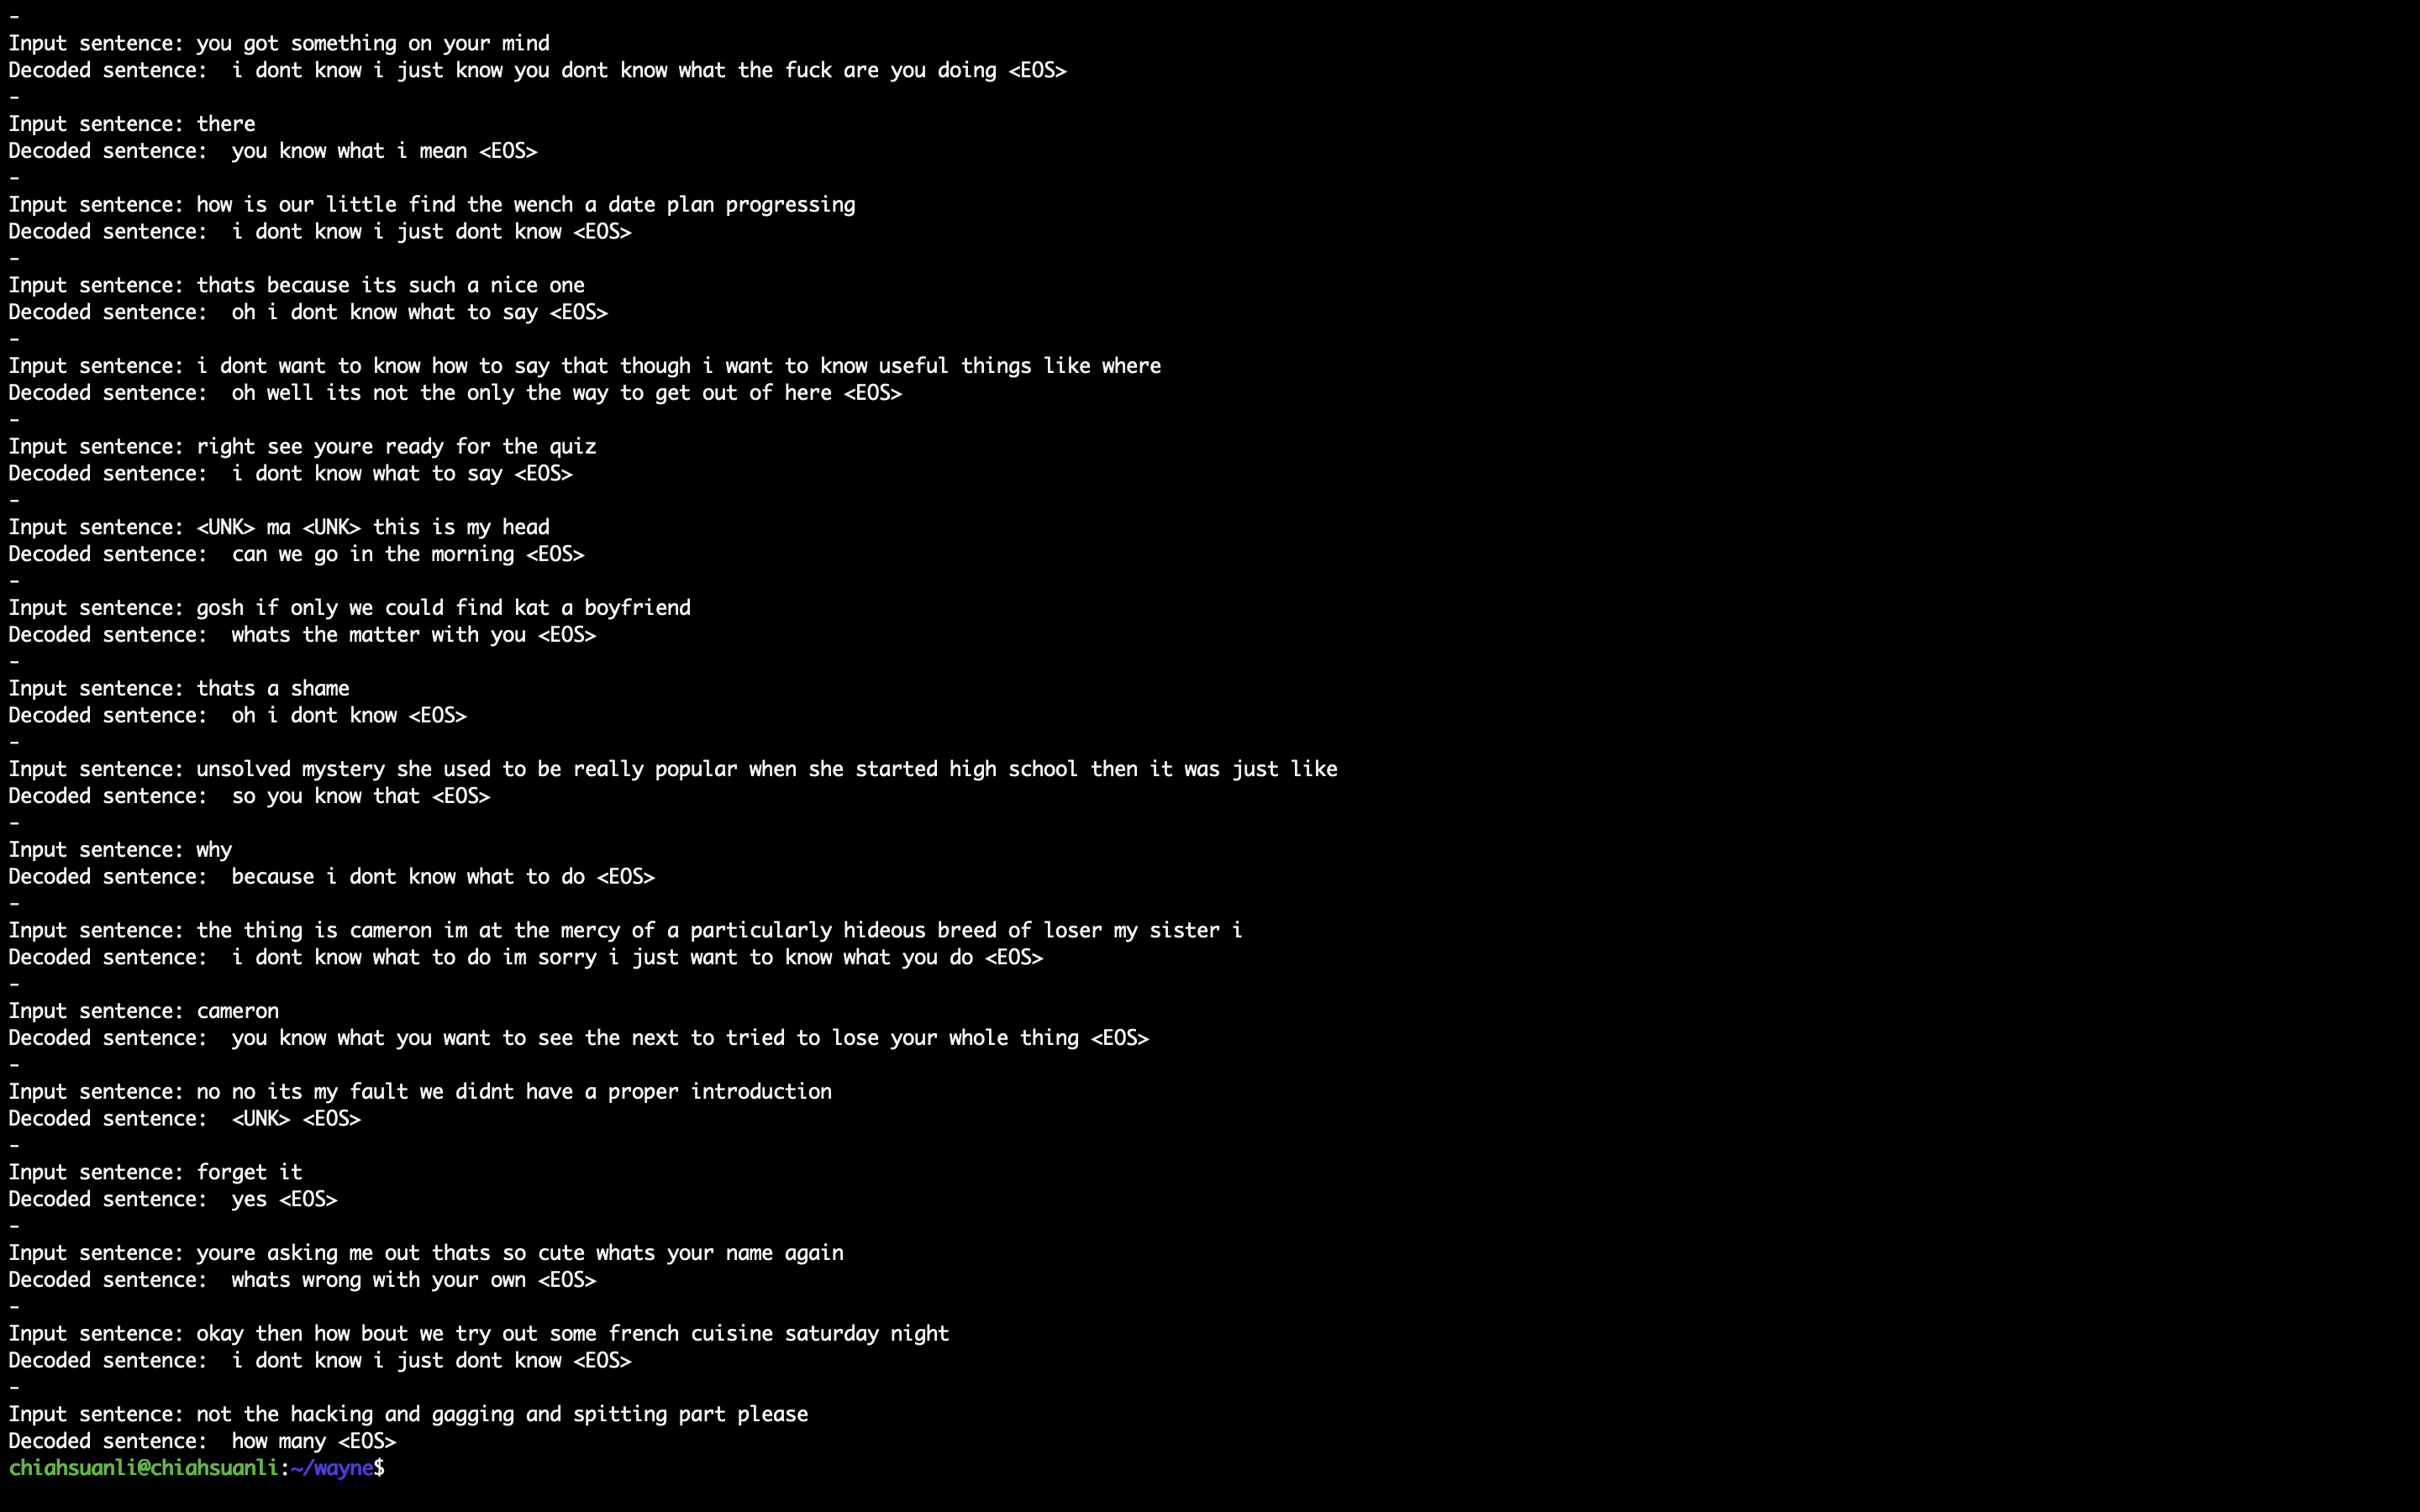 -
Input sentence: you got something on your mind
Decoded sentence:  i dont know i just know you dont know what the fuck are you doing <EOS>
-
Input sentence: there
Decoded sentence:  you know what i mean <EOS>
-
Input sentence: how is our little find the wench a date plan progressing
Decoded sentence:  i dont know i just dont know <EOS>
-
Input sentence: thats because its such a nice one
Decoded sentence:  oh i dont know what to say <EOS>
-
Input sentence: i dont want to know how to say that though i want to know useful things like where
Decoded sentence:  oh well its not the only the way to get out of here <EOS>
-
Input sentence: right see youre ready for the quiz
Decoded sentence:  i dont know what to say <EOS>
-
Input sentence: <UNK> ma <UNK> this is my head
Decoded sentence:  can we go in the morning <EOS>
-
Input sentence: gosh if only we could find kat a boyfriend
Decoded sentence:  whats the matter with you <EOS>
-
Input sentence: thats a shame
Decoded sentence:  oh i dont know <EOS>
-
Input sentence: unsolved mystery she used to be really popular when she started high school then it was just like
Decoded sentence:  so you know that <EOS>
-
Input sentence: why
Decoded sentence:  because i dont know what to do <EOS>
-
Input sentence: the thing is cameron im at the mercy of a particularly hideous breed of loser my sister i
Decoded sentence:  i dont know what to do im sorry i just want to know what you do <EOS>
-
Input sentence: cameron
Decoded sentence:  you know what you want to see the next to tried to lose your whole thing <EOS>
-
Input sentence: no no its my fault we didnt have a proper introduction
Decoded sentence:  <UNK> <EOS>
-
Input sentence: forget it
Decoded sentence:  yes <EOS>
-
Input sentence: youre asking me out thats so cute whats your name again
Decoded sentence:  whats wrong with your own <EOS>
-
Input sentence: okay then how bout we try out some french cuisine saturday night
Decoded sentence:  i dont know i just dont know <EOS>
-
Input sentence: not the hacking and gagging and spitting part please
Decoded sentence:  how many <EOS>
chiahsuanli@chiahsuanli:~/wayne$